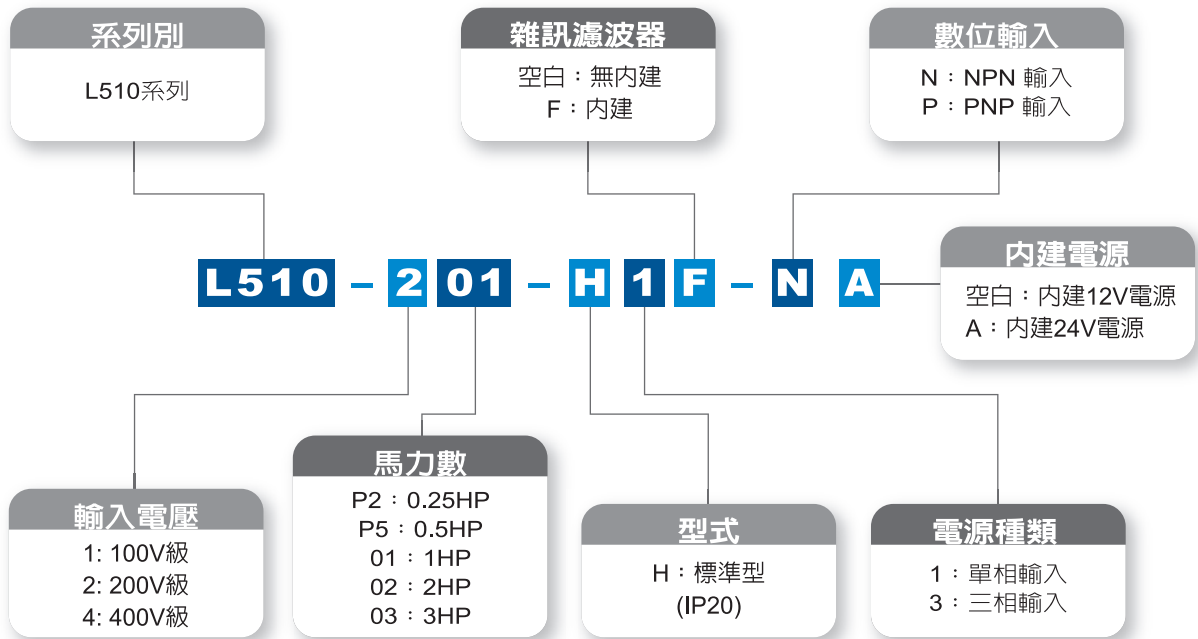 系列別
L510系列
雜訊濾波器
空白：無內建
F：內建
數位輸入
N：NPN 輸入
P：PNP 輸入
L510 – 2 01 – H 1 F – N A
內建電源
空白：內建12V電源
A：內建24V電源
輸入電壓
1: 100V級
2: 200V級
4: 400V級
馬力數
P2：0.25HP
P5：0.5HP
01：1HP
02：2HP
03：3HP
型式
H：標準型
(IP20)
電源種類
1：單相輸入
3：三相輸入